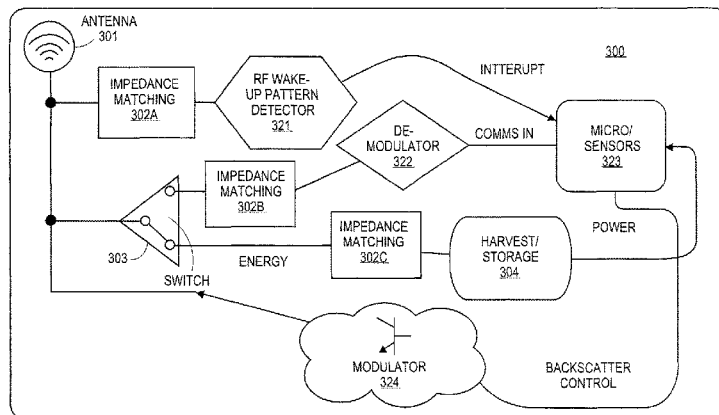 ANTENNA
301
300
IMPEDANCE
MATCHING
302A
RF WAKE-
UP PATTERN
DETECTOR
321
INTTERUPT
DE-
MODULATOR
322
COMMS IN
MICRO/
SENSORS
323
IMPEDANCE
MATCHING
302B
303
SWITCH
ENERGY
IMPEDANCE
MATCHING
302C
HARVEST/
STORAGE
304
POWER
MODULATOR
324
BACKSCATTER
CONTROL